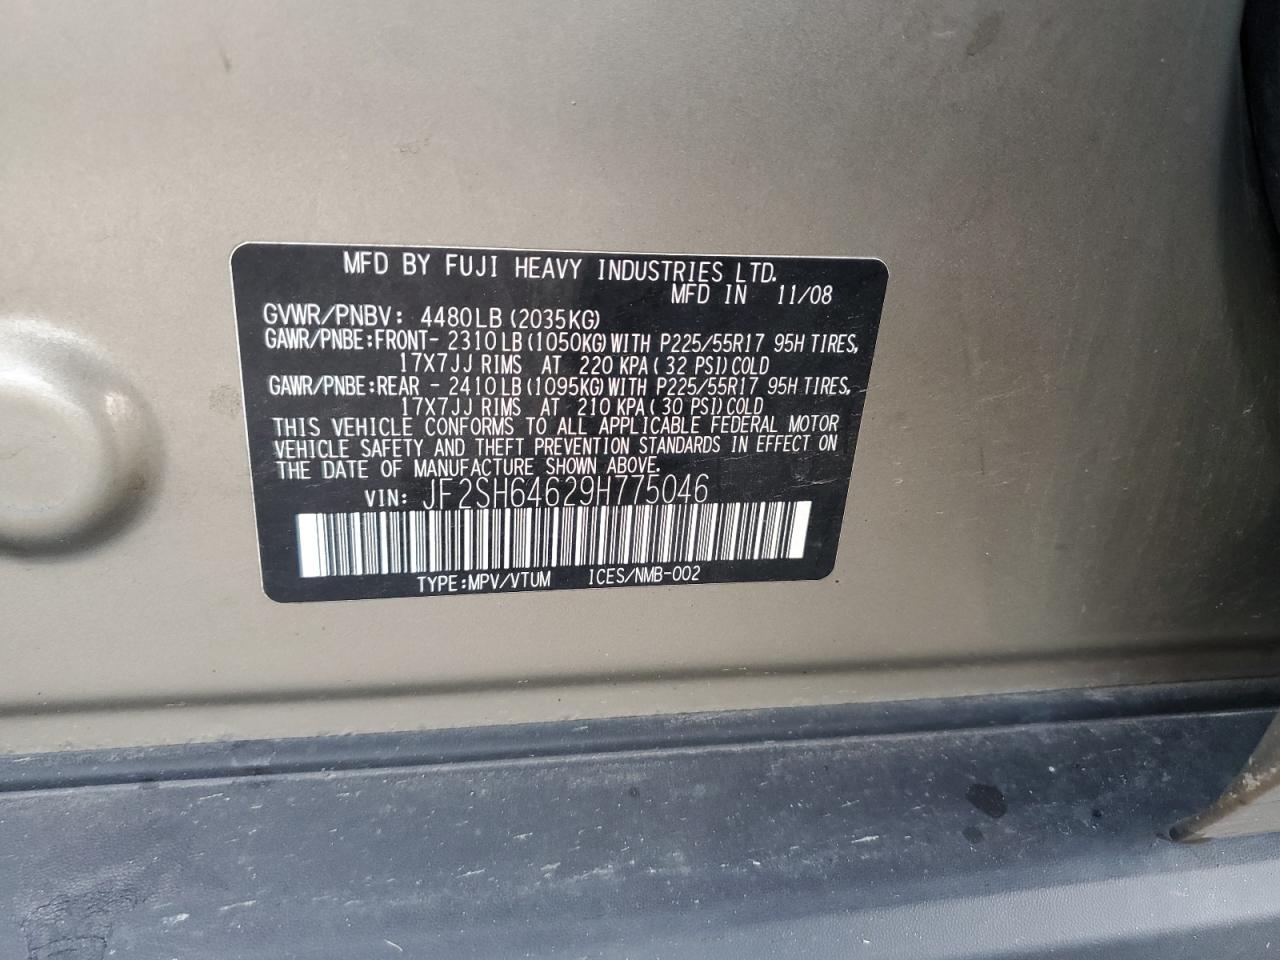 MFD BY FUJI HEAVY INDUSTRIES LTD.
MFD IN 11/08
GVWR/PNBV: 4480LB (2035KG)
GAWR/PNBE:FRONT- 2310LB (1050KG) WITH P225/55R17 95H TIRES,
17X7JJ RIMS AT 220 KPA ( 32 PSI) COLD
GAWR/PNBE:REAR - 2410LB (1095KG) WITH P225/55R17 95H TIRES,
17X7JJ RIMS AT 210 KPA ( 30 PSI) COLD
THIS VEHICLE CONFORMS TO ALL APPLICABLE FEDERAL MOTOR
VEHICLE SAFETY AND THEFT PREVENTION STANDARDS IN EFFECT ON
THE DATE OF MANUFACTURE SHOWN ABOVE.
VIN: JF2SH64629H775046
TYPE:MPV/VTUM ICES/NMB-002